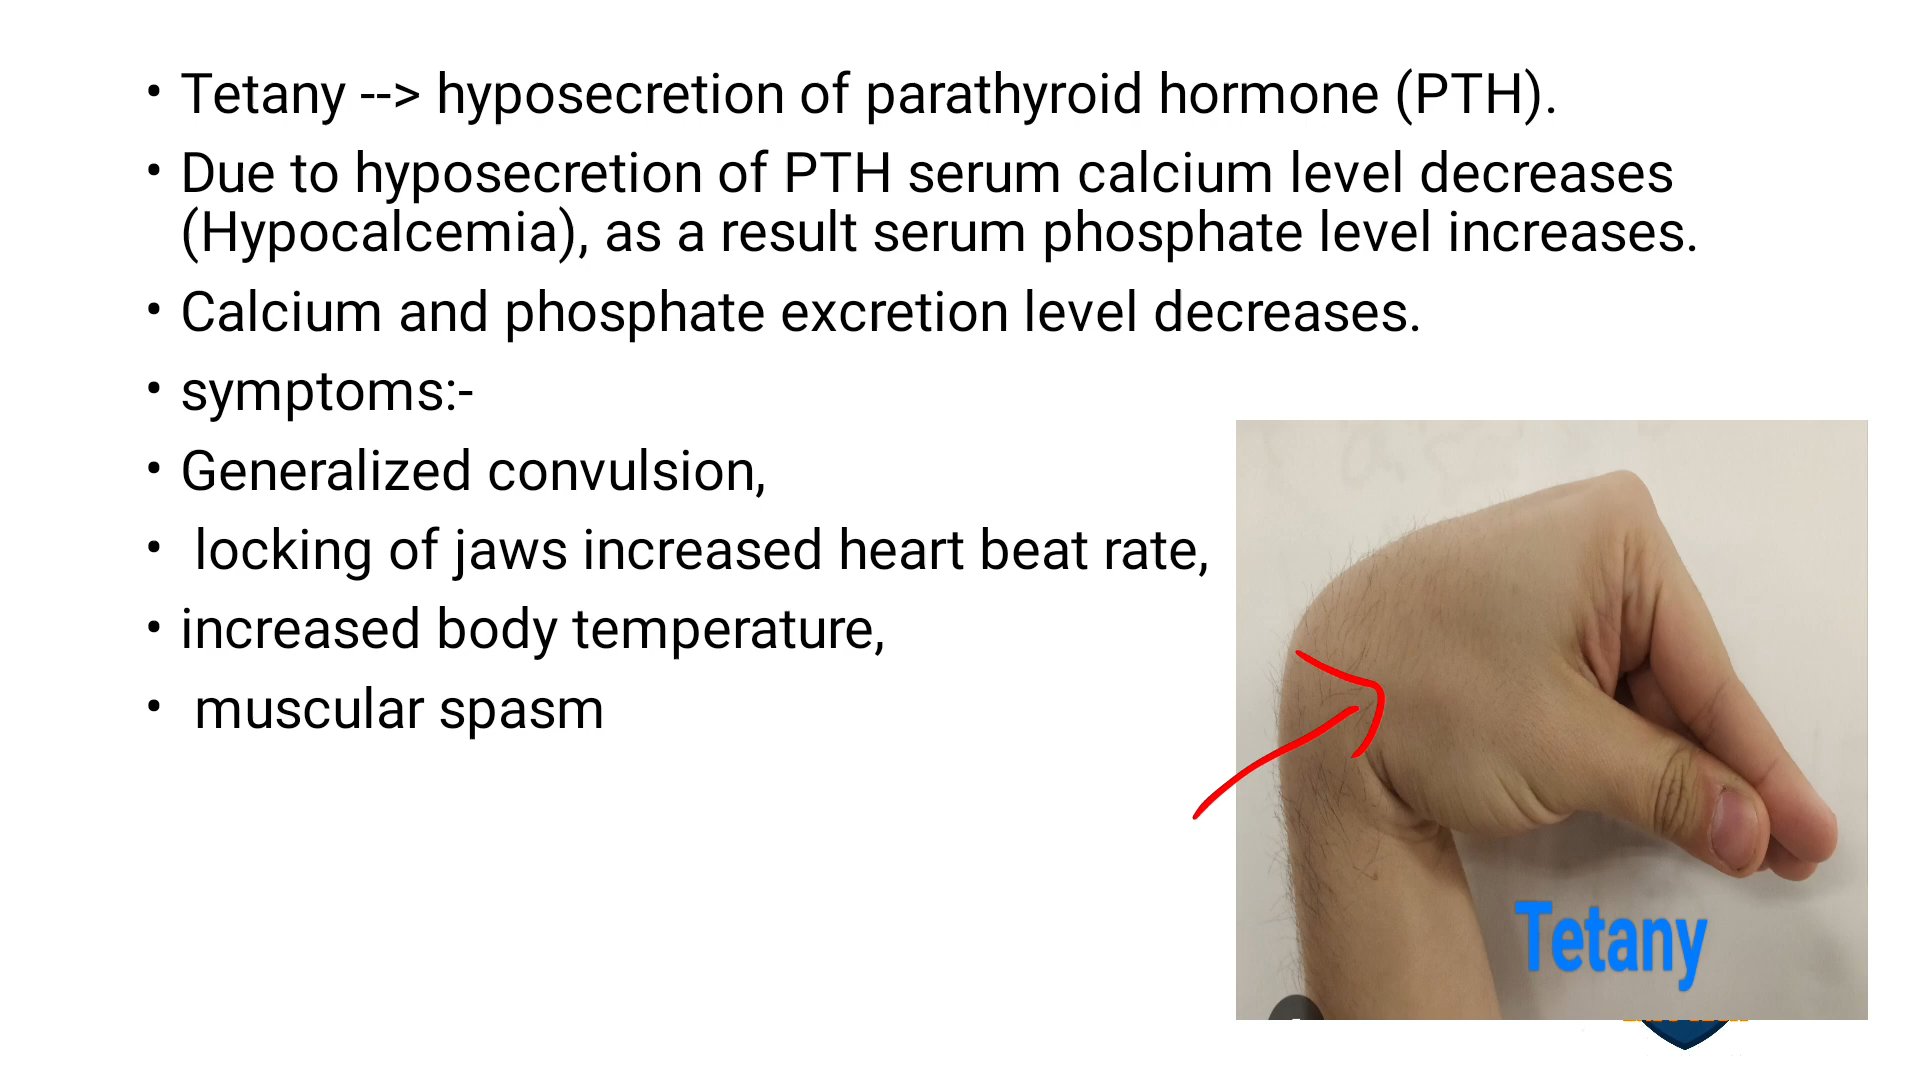 • Tetany --> hyposecretion of parathyroid hormone (PTH).
• Due to hyposecretion of PTH serum calcium level decreases
(Hypocalcemia), as a result serum phosphate level increases.
• Calcium and phosphate excretion level decreases.
• symptoms:-
• Generalized convulsion,
• locking of jaws increased heart beat rate,
• increased body temperature,
• muscular spasm
Tetany